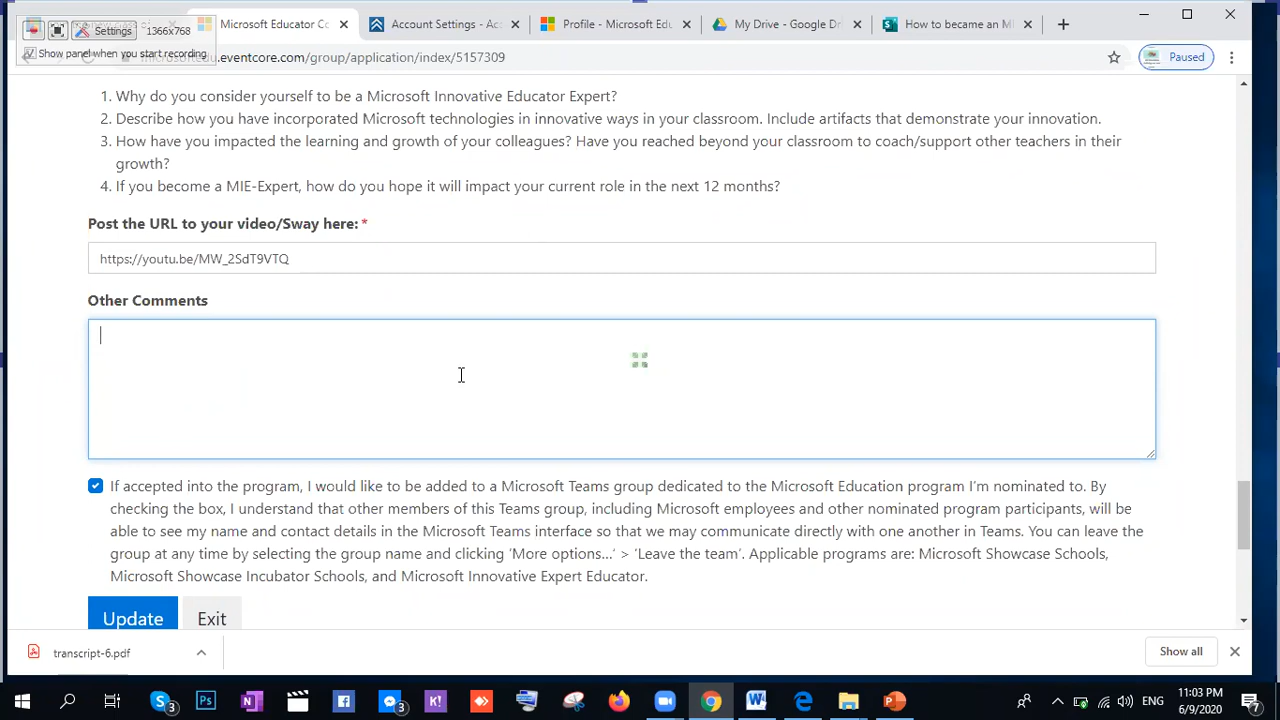 Microsoft Educator Cc
Account Settings - Acc
Profile - Microsoft Edu
My Drive - Google Dri
How to became an MI
Settings
1366x768
Show panel when you start recording
.eventcore.com/group/application/index/5157309
Paused
1. Why do you consider yourself to be a Microsoft Innovative Educator Expert?
2. Describe how you have incorporated Microsoft technologies in innovative ways in your classroom. Include artifacts that demonstrate your innovation.
3. How have you impacted the learning and growth of your colleagues? Have you reached beyond your classroom to coach/support other teachers in their
growth?
4. If you become a MIE-Expert, how do you hope it will impact your current role in the next 12 months?
Post the URL to your video/Sway here: *
https://youtu.be/MW_2SdT9VTQ
Other Comments
If accepted into the program, I would like to be added to a Microsoft Teams group dedicated to the Microsoft Education program I’m nominated to. By
checking the box, I understand that other members of this Teams group, including Microsoft employees and other nominated program participants, will be
able to see my name and contact details in the Microsoft Teams interface so that we may communicate directly with one another in Teams. You can leave the
group at any time by selecting the group name and clicking ‘More options...‘ > ‘Leave the team’. Applicable programs are: Microsoft Showcase Schools,
Microsoft Showcase Incubator Schools, and Microsoft Innovative Expert Educator.
Update
Exit
transcript-6.pdf
Show all
3
Ps
N
3
K!
W
ENG
11:03 PM
6/9/2020
7